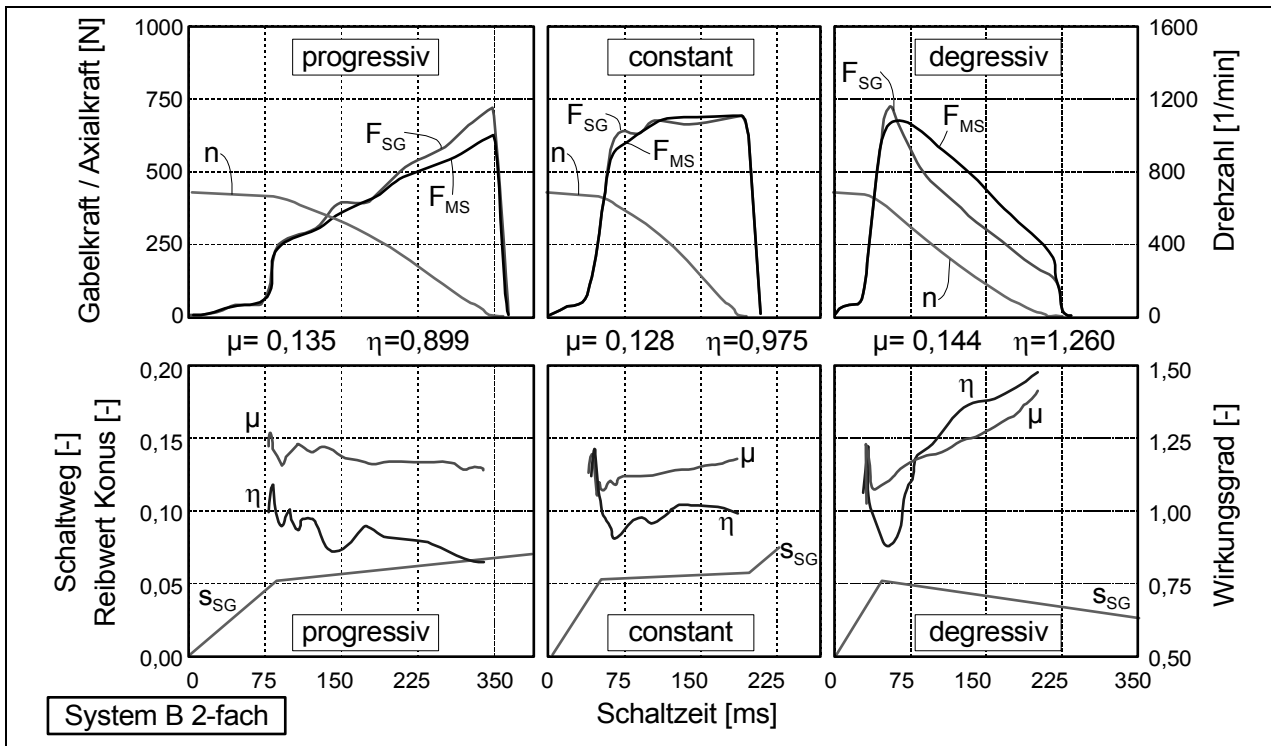 Gabelkraft / Axialkraft [N]
1000
750
500
250
0
progressiv
n
F_SG
F_MS
constant
n
F_SG
F_MS
degressiv
F_SG
F_MS
n
1600
1200
800
400
0
Drehzahl [1/min]
µ= 0,135 η=0,899
µ= 0,128 η=0,975
µ= 0,144 η=1,260
Schaltweg [-]
Reibwert Konus [-]
0,20
0,15
0,10
0,05
0,00
µ
η
s_SG
progressiv
µ
η
s_SG
constant
η
µ
s_SG
degressiv
1,50
1,25
1,00
0,75
0,50
Wirkungsgrad [-]
0 75 150 225 350
0 75 150 225
0 75 150 225 350
Schaltzeit [ms]
System B 2-fach